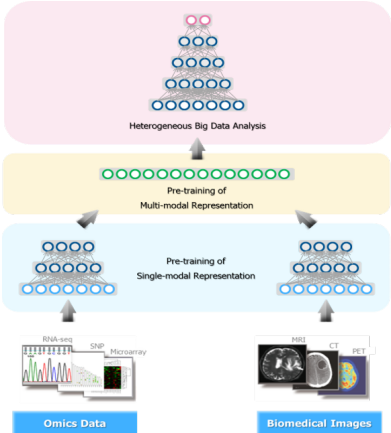 Heterogeneous Big Data Analysis
Pre-training of
Multi-modal Representation
Pre-training of
Single-modal Representation
RNA-seq
SNP
Microarray
MRI
CT
PET
Omics Data
Biomedical Images